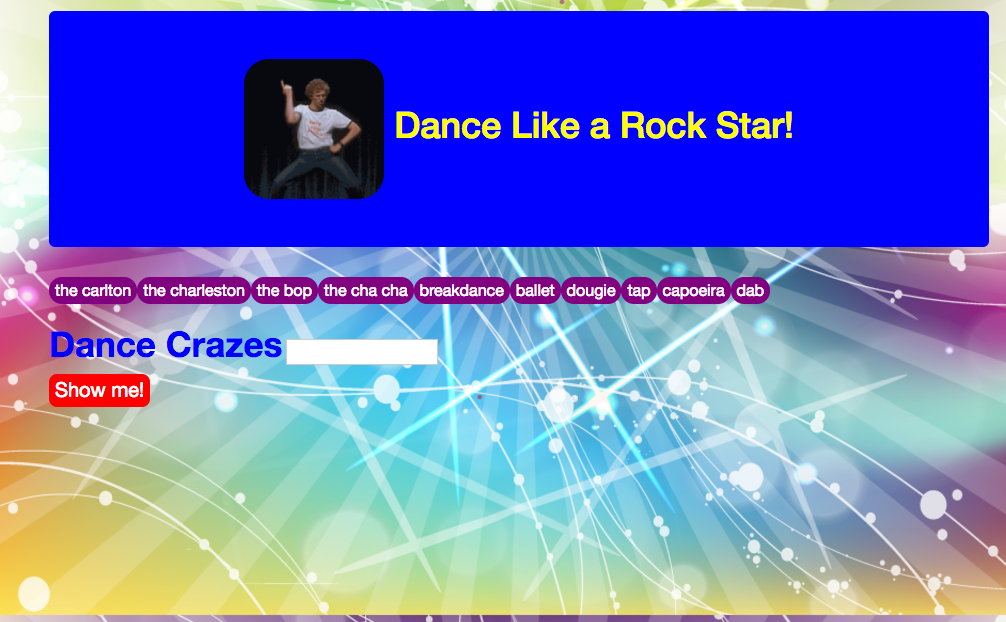 Dance Like a Rock Star!
the carlton the charleston the bop the cha cha breakdance ballet dougie tap capoeira dab
Dance Crazes
Show me!